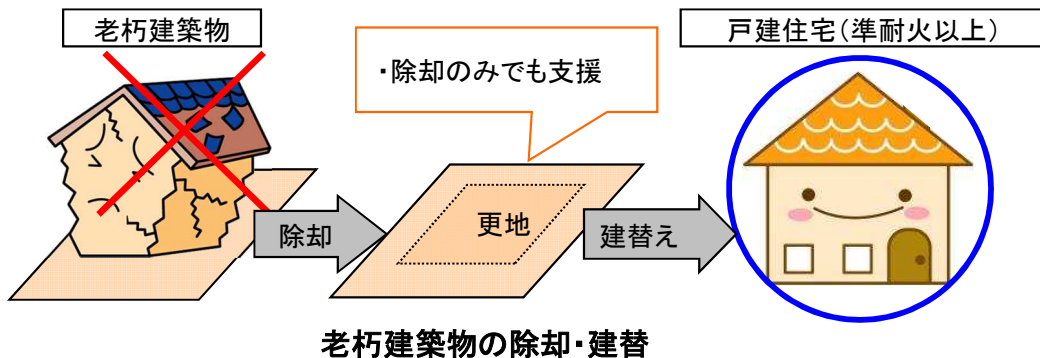 老朽建築物
・除却のみでも支援
戸建住宅(準耐火以上)
除却
更地
建替え
老朽建築物の除却・建替